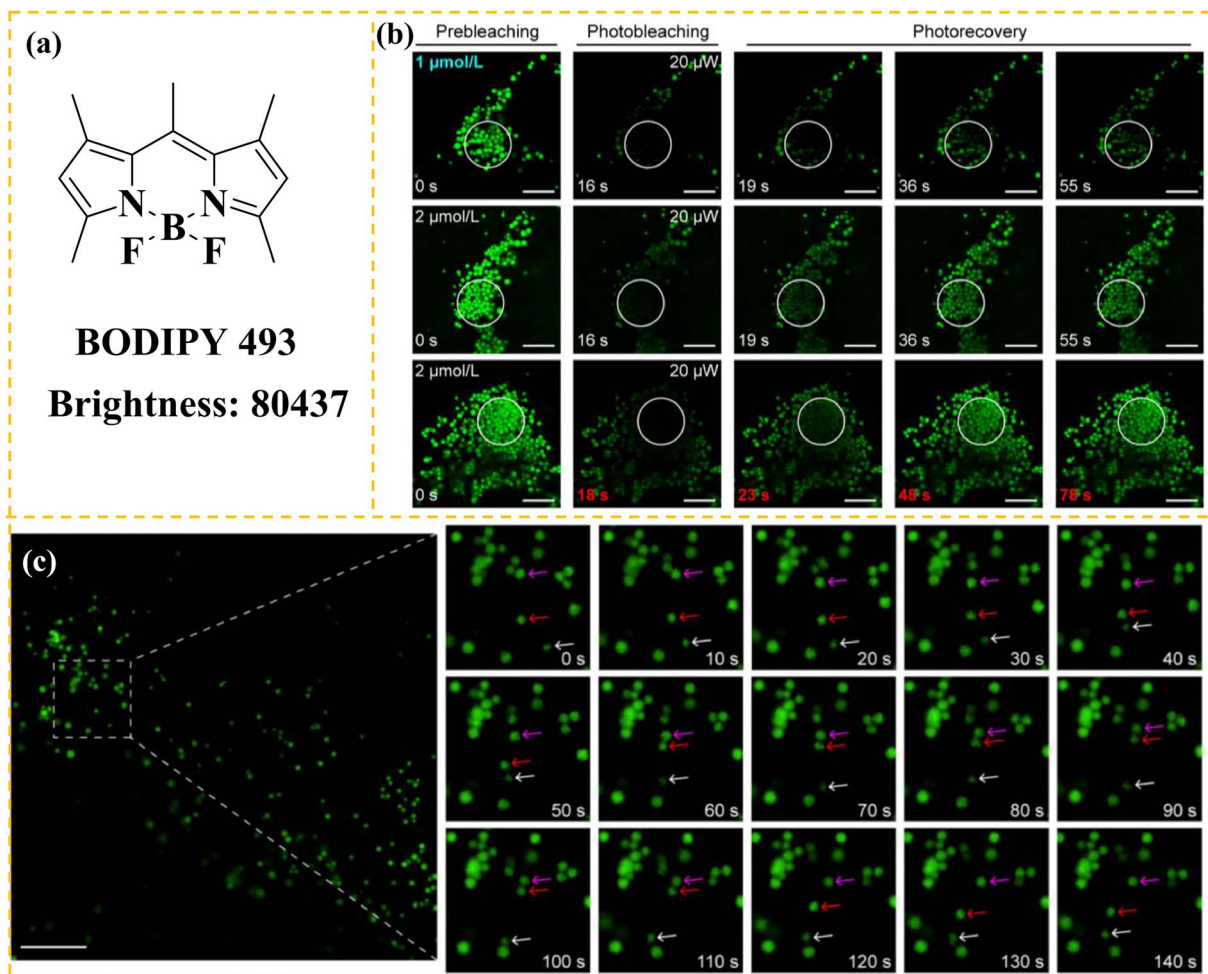 (a)
N
N
B
F
F
BODIPY 493
Brightness: 80437
(b)
Prebleaching
Photobleaching
Photorecovery
1 μmol/L
20 μW
0 s
16 s
19 s
36 s
55 s
2 μmol/L
20 μW
0 s
16 s
19 s
36 s
55 s
2 μmol/L
20 μW
0 s
18 s
23 s
48 s
78 s
(c)
0 s
10 s
20 s
30 s
40 s
50 s
60 s
70 s
80 s
90 s
100 s
110 s
120 s
130 s
140 s